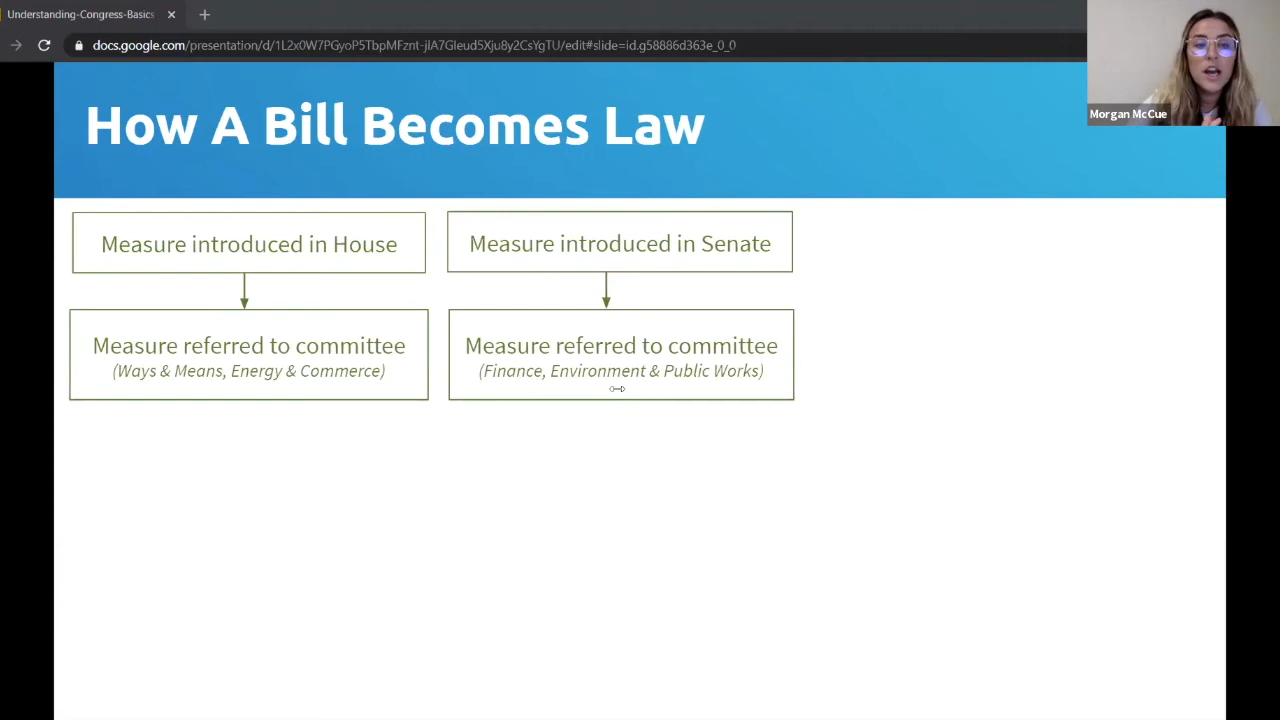 Understanding-Congress-Basics
docs.google.com/presentation/d/1L2x0W7PGyoP5TbpMFznt-jIA7GIeud5Xju8y2CsYgTU/edit#slide=id.g58886d363e_0_0
Morgan McCue
How A Bill Becomes Law
Measure introduced in House
Measure introduced in Senate
Measure referred to committee
(Ways & Means, Energy & Commerce)
Measure referred to committee
(Finance, Environment & Public Works)